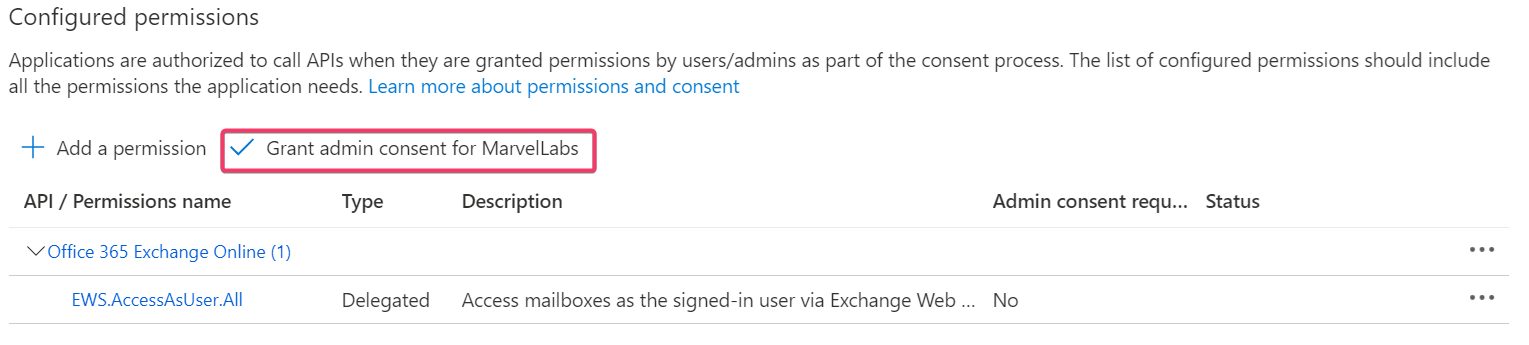 Configured permissions
Applications are authorized to call APIs when they are granted permissions by users/admins as part of the consent process. The list of configured permissions should include
all the permissions the application needs. Learn more about permissions and consent
Add a permission Grant admin consent for MarvelLabs
API / Permissions name Type Description Admin consent requ... Status
Office 365 Exchange Online (1)
EWS.AccessAsUser.All Delegated Access mailboxes as the signed-in user via Exchange Web ... No